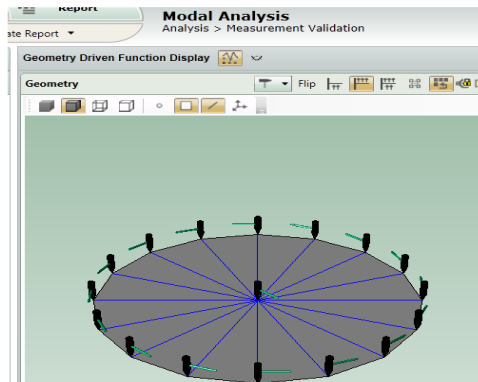 Report
Modal Analysis
ate Report
Analysis > Measurement Validation
Geometry Driven Function Display
Geometry
Flip